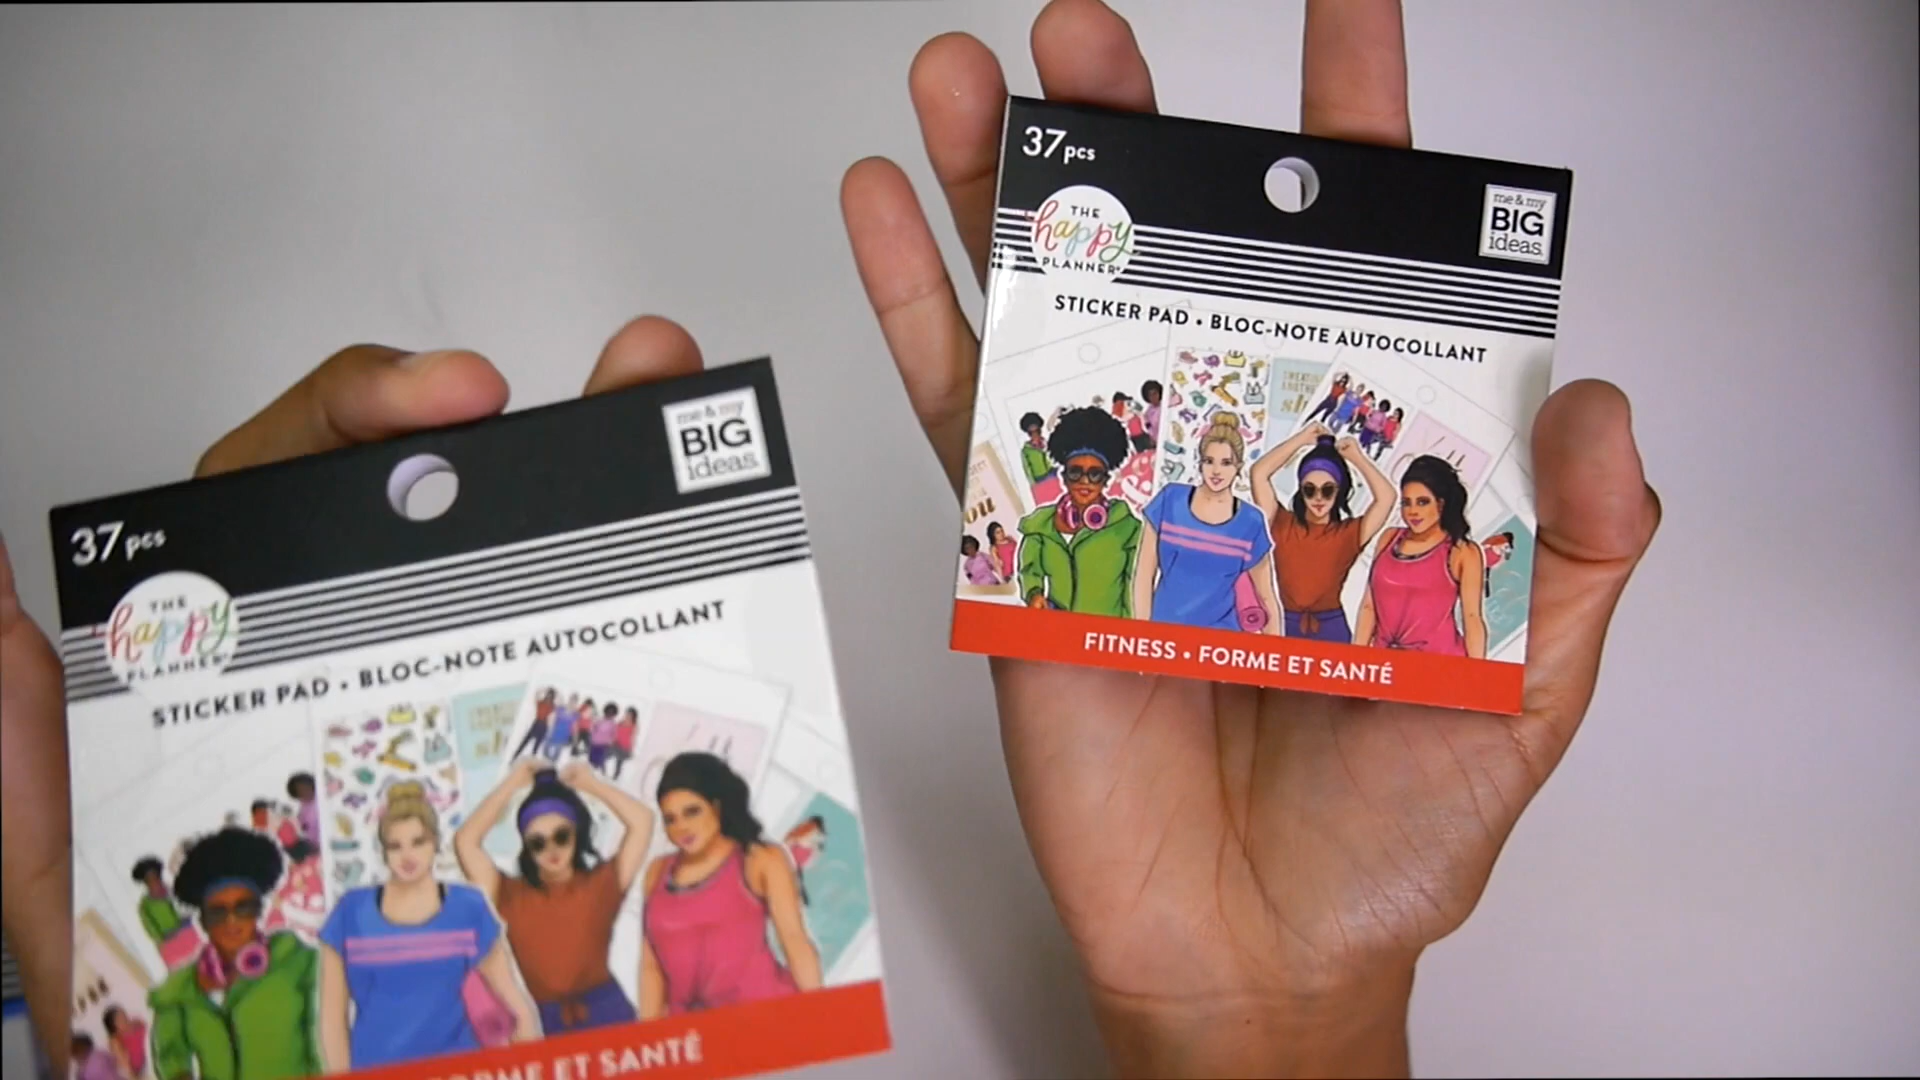 37 pcs
THE
happy
PLANNER
me & my
BIG
ideas.
STICKER PAD • BLOC-NOTE AUTOCOLLANT
FITNESS • FORME ET SANTÉ
37 pcs
THE
happy
PLANNER
me & my
BIG
ideas.
STICKER PAD • BLOC-NOTE AUTOCOLLANT
FORME ET SANTÉ